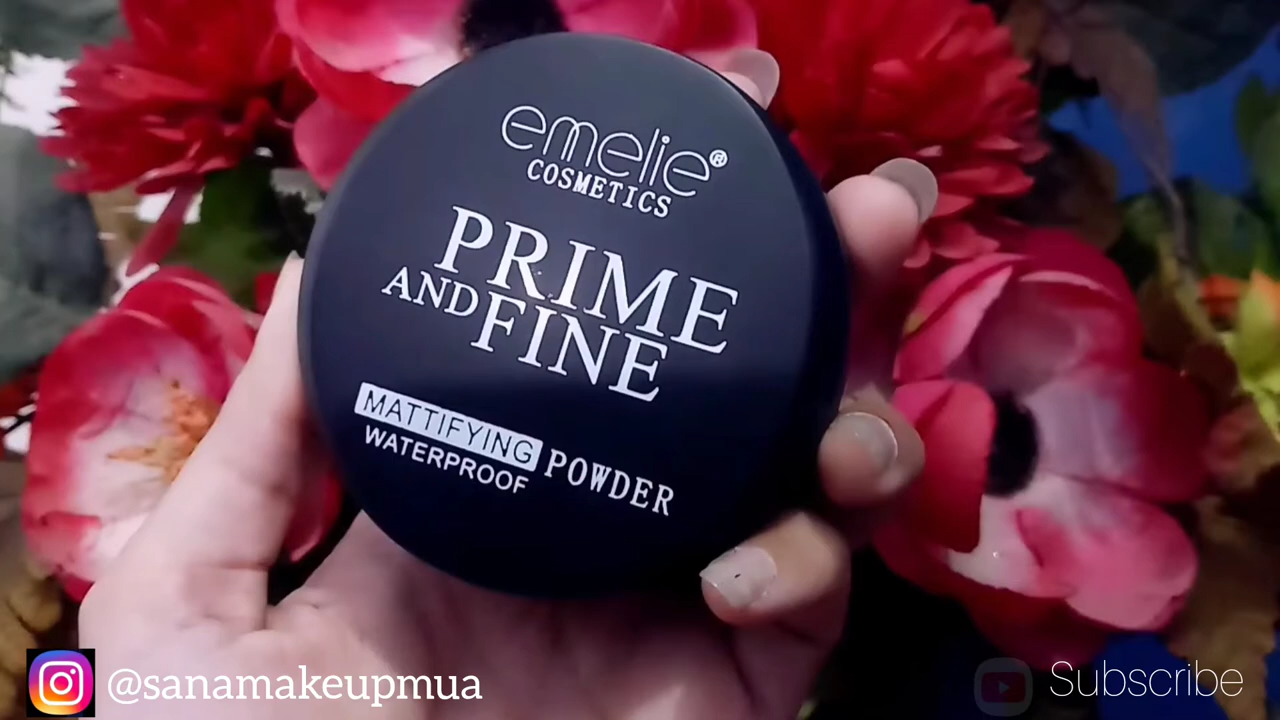 emelie®
COSMETICS
PRIME
AND FINE
MATTIFYING
WATERPROOF
POWDER
@sanamakeupmua
Subscribe